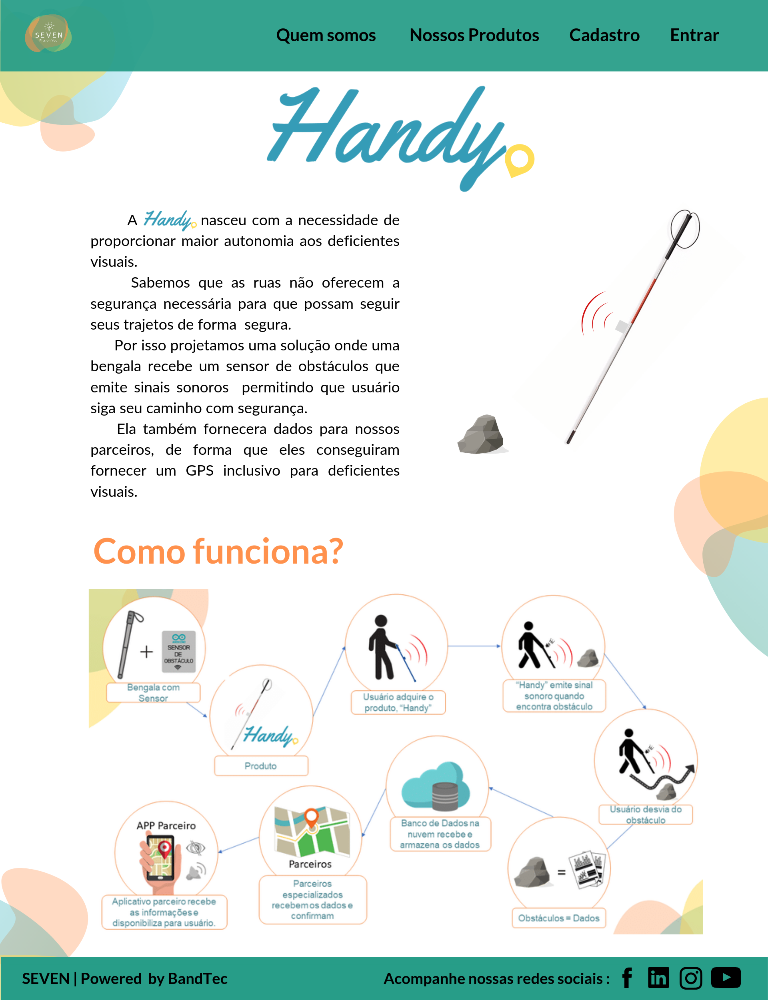 SEVEN
Fits on You
Quem somos
Nossos Produtos
Cadastro
Entrar
Handy
A Handy nasceu com a necessidade de
proporcionar maior autonomia aos deficientes
visuais.
Sabemos que as ruas não oferecem a
segurança necessária para que possam seguir
seus trajetos de forma segura.
Por isso projetamos uma solução onde uma
bengala recebe um sensor de obstáculos que
emite sinais sonoros permitindo que usuário
siga seu caminho com segurança.
Ela também fornecera dados para nossos
parceiros, de forma que eles conseguiram
fornecer um GPS inclusivo para deficientes
visuais.
Como funciona?
+
ARDUINO
SENSOR
DE
OBSTÁCULO
Bengala com
Sensor
Handy
Produto
Usuário adquire o
produto, “Handy”
“Handy” emite sinal
sonoro quando
encontra obstáculo
Usuário desvia do
obstáculo
=
Obstáculos = Dados
Banco de Dados na
nuvem recebe e
armazena os dados
Parceiros
Parceiros
especializados
recebem os dados e
confirmam
APP Parceiro
Aplicativo parceiro recebe
as informações e
disponibiliza para usuário.
SEVEN | Powered by BandTec
Acompanhe nossas redes sociais :